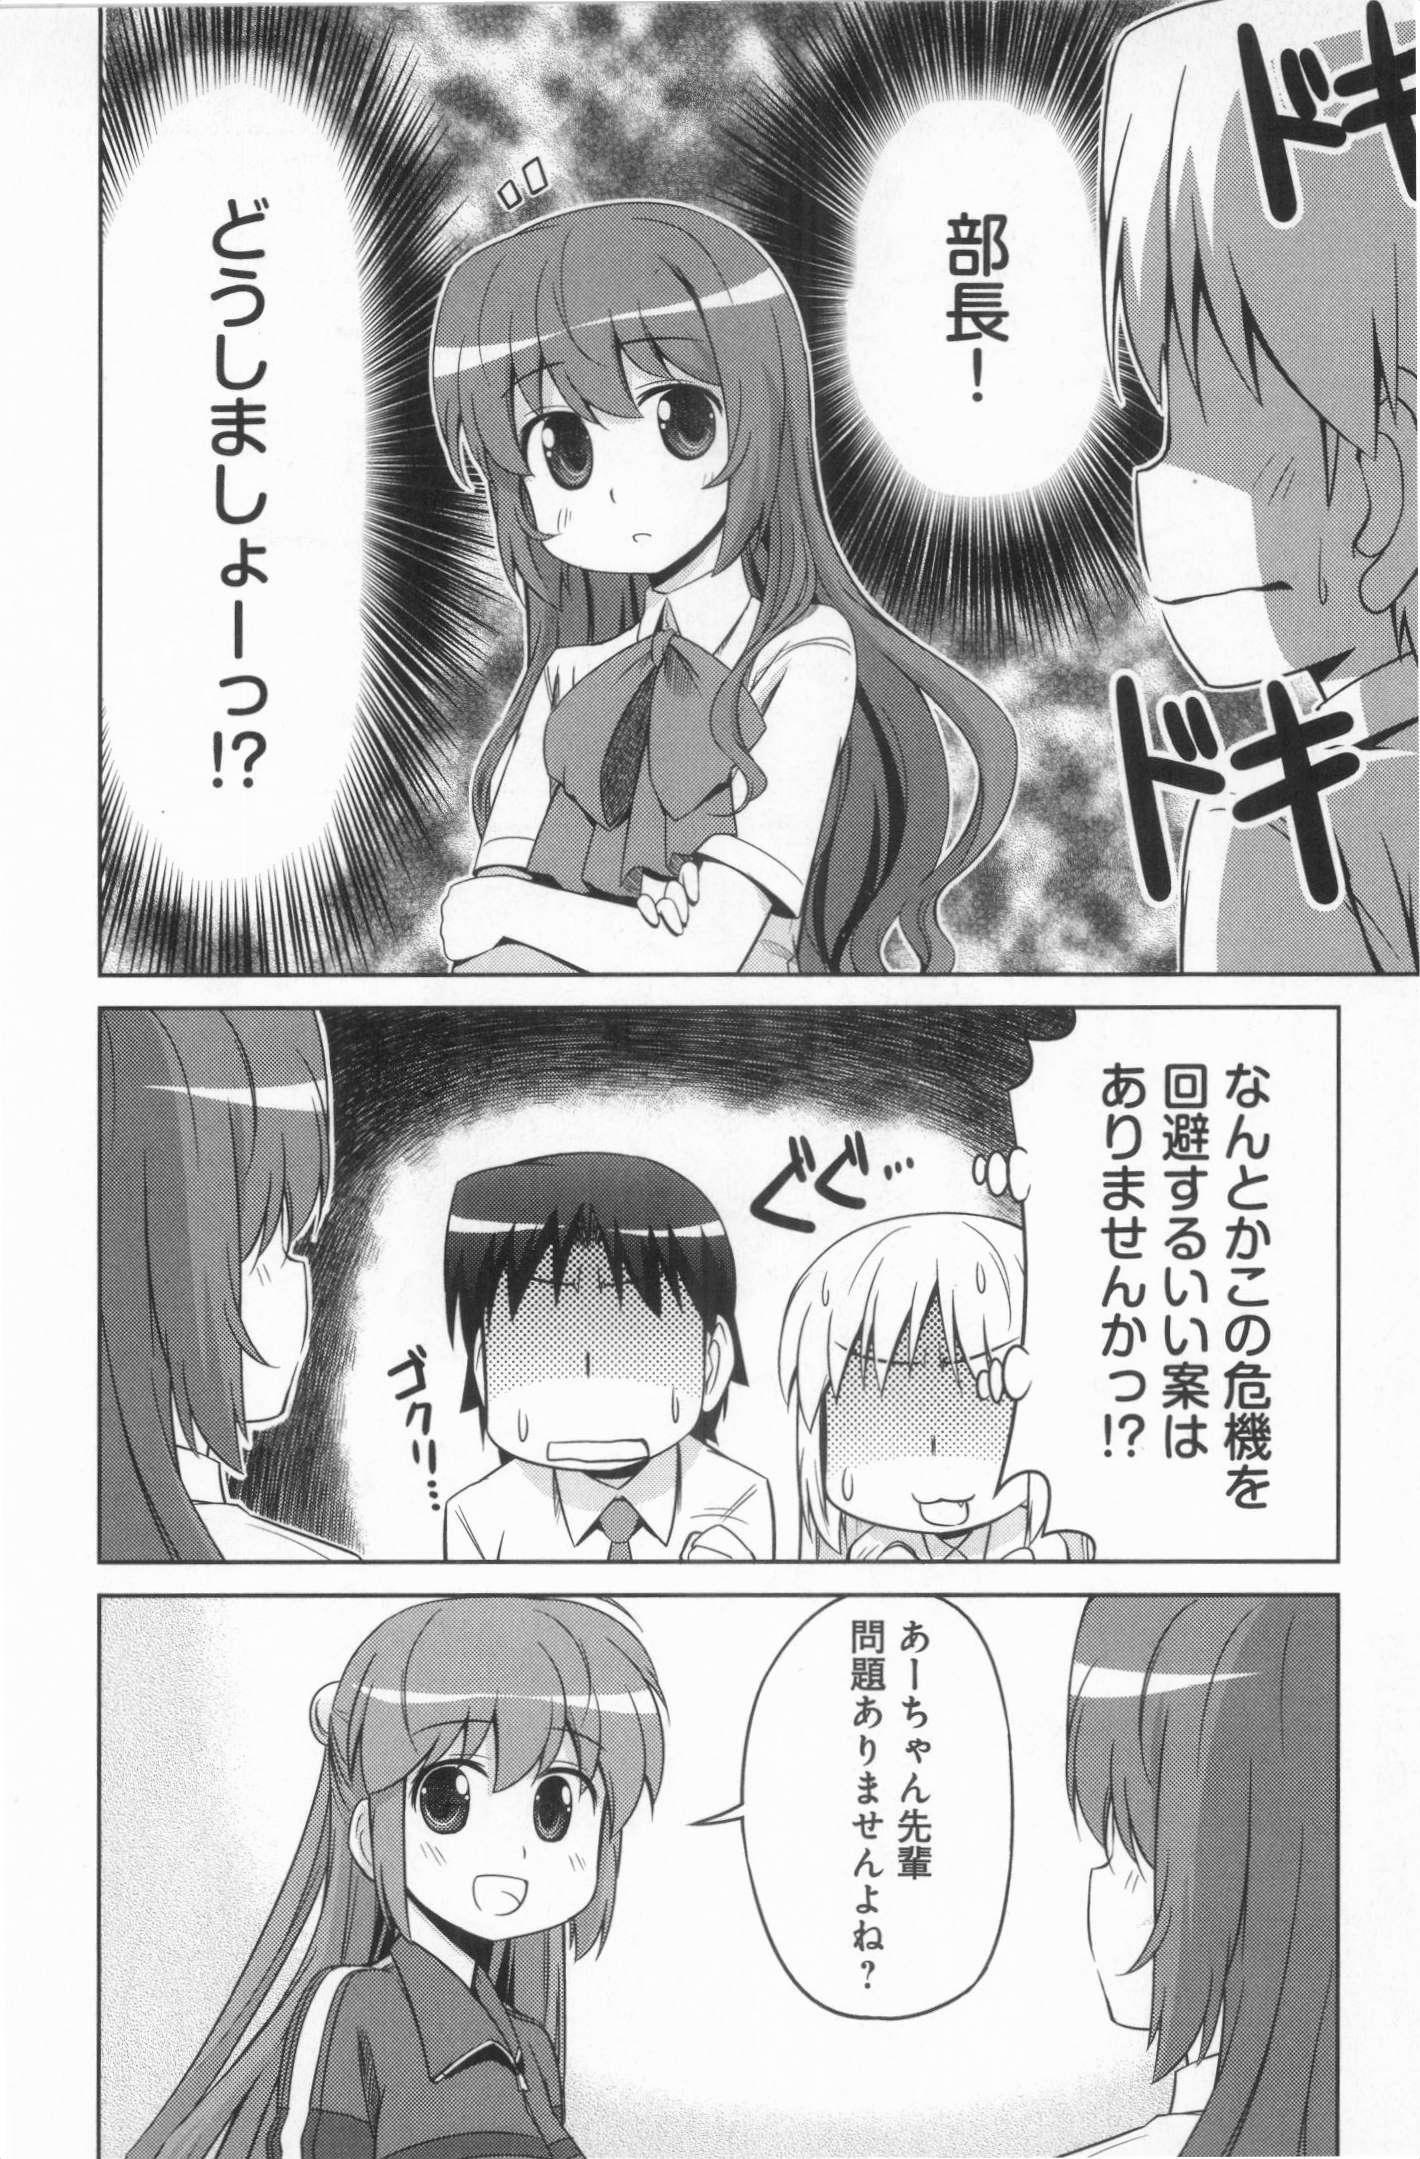 ドキ
部長!
ドキ
どうしましょーっ!?
なんとかこの危機を
回避するいい案は
ありませんかっ!?
ぐぐ…
ゴクリ…
あーちゃん先輩
問題ありませんよね?